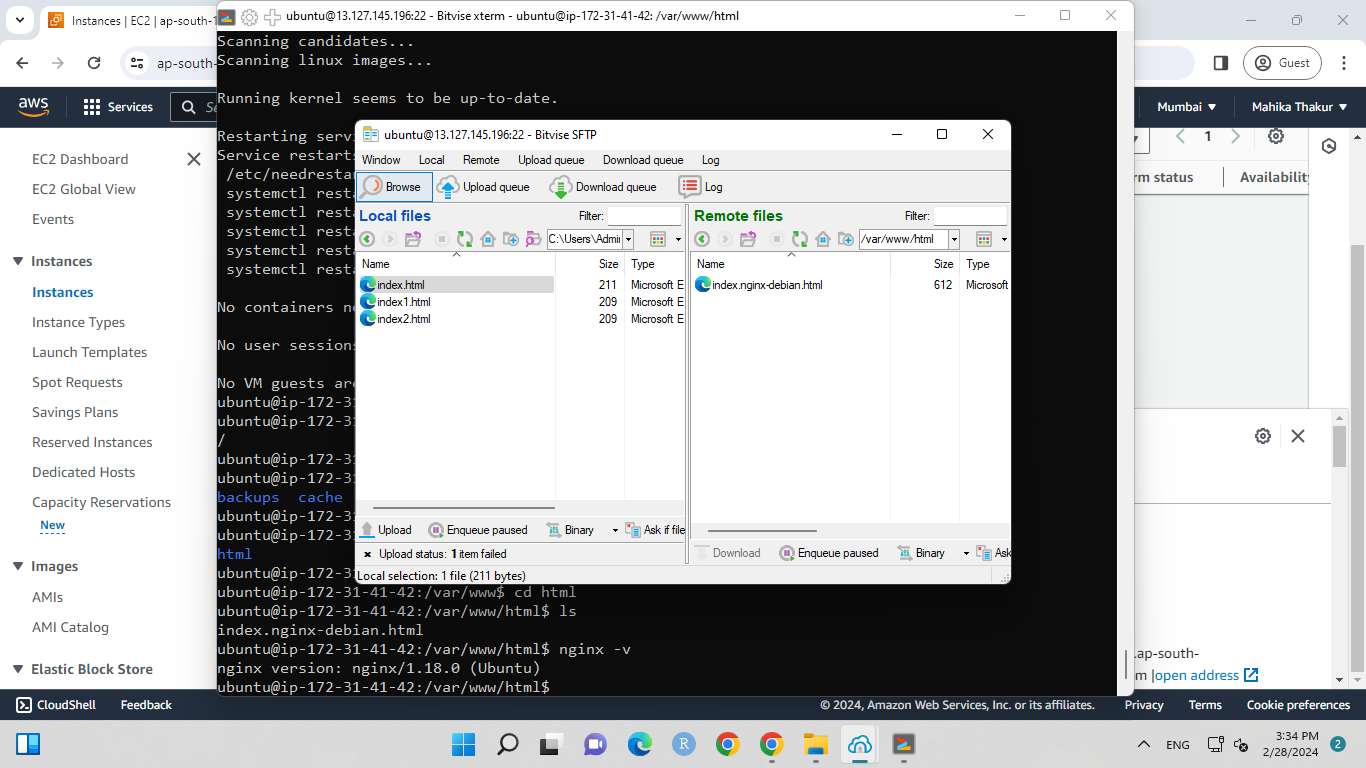 Instances | EC2 | ap-south-1
ubuntu@13.127.145.196:22 - Bitvise xterm - ubuntu@ip-172-31-41-42: /var/www/html
ap-south-
Guest
aws
Services
Mumbai
Mahika Thakur
EC2 Dashboard
EC2 Global View
Events
Instances
Instances
Instance Types
Launch Templates
Spot Requests
Savings Plans
Reserved Instances
Dedicated Hosts
Capacity Reservations
New
Images
AMIs
AMI Catalog
Elastic Block Store
Scanning candidates...
Scanning linux images...
Running kernel seems to be up-to-date.
Restarting serv
Service restart
/etc/needresta
systemctl rest
systemctl rest
systemctl rest
systemctl rest
systemctl rest
No containers ne
No user sessions
No VM guests are
ubuntu@ip-172-31
ubuntu@ip-172-31
/
ubuntu@ip-172-31
ubuntu@ip-172-31
backups cache
ubuntu@ip-172-31
ubuntu@ip-172-31
html
ubuntu@ip-172-31
ubuntu@ip-172-31-41-42:/var/www$ cd html
ubuntu@ip-172-31-41-42:/var/www/html$ ls
index.nginx-debian.html
ubuntu@ip-172-31-41-42:/var/www/html$ nginx -v
nginx version: nginx/1.18.0 (Ubuntu)
ubuntu@ip-172-31-41-42:/var/www/html$
ubuntu@13.127.145.196:22 - Bitvise SFTP
Window Local Remote Upload queue Download queue Log
Browse Upload queue Download queue Log
Local files Filter:
C:\Users\Admin
Name Size Type
index.html 211 Microsoft E
index1.html 209 Microsoft E
index2.html 209 Microsoft E
Upload Enqueue paused Binary Ask if file
Upload status: 1 item failed
Local selection: 1 file (211 bytes)
Remote files Filter:
/var/www/html
Name Size Type
index.nginx-debian.html 612 Microsoft
Download Enqueue paused Binary Ask
1
rm status Availability
.ap-south-
m |open address
CloudShell Feedback © 2024, Amazon Web Services, Inc. or its affiliates. Privacy Terms Cookie preferences
R
ENG
3:34 PM
2/28/2024
2